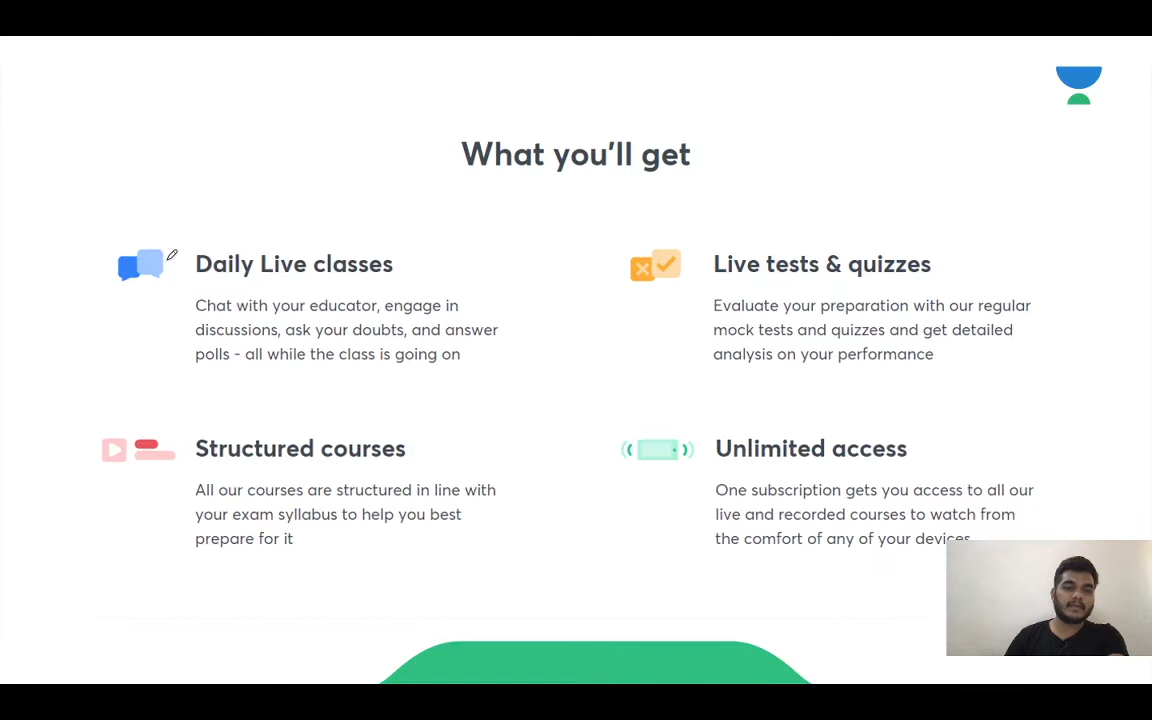 What you'll get
Daily Live classes
Chat with your educator, engage in
discussions, ask your doubts, and answer
polls - all while the class is going on
Live tests & quizzes
Evaluate your preparation with our regular
mock tests and quizzes and get detailed
analysis on your performance
Structured courses
All our courses are structured in line with
your exam syllabus to help you best
prepare for it
Unlimited access
One subscription gets you access to all our
live and recorded courses to watch from
the comfort of any of your devices